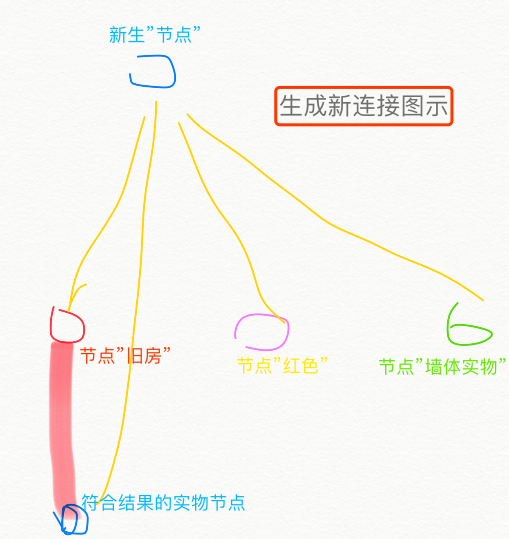 新生”节点”
生成新连接图示
节点”旧房”
节点”红色”
节点”墙体实物”
符合结果的实物节点